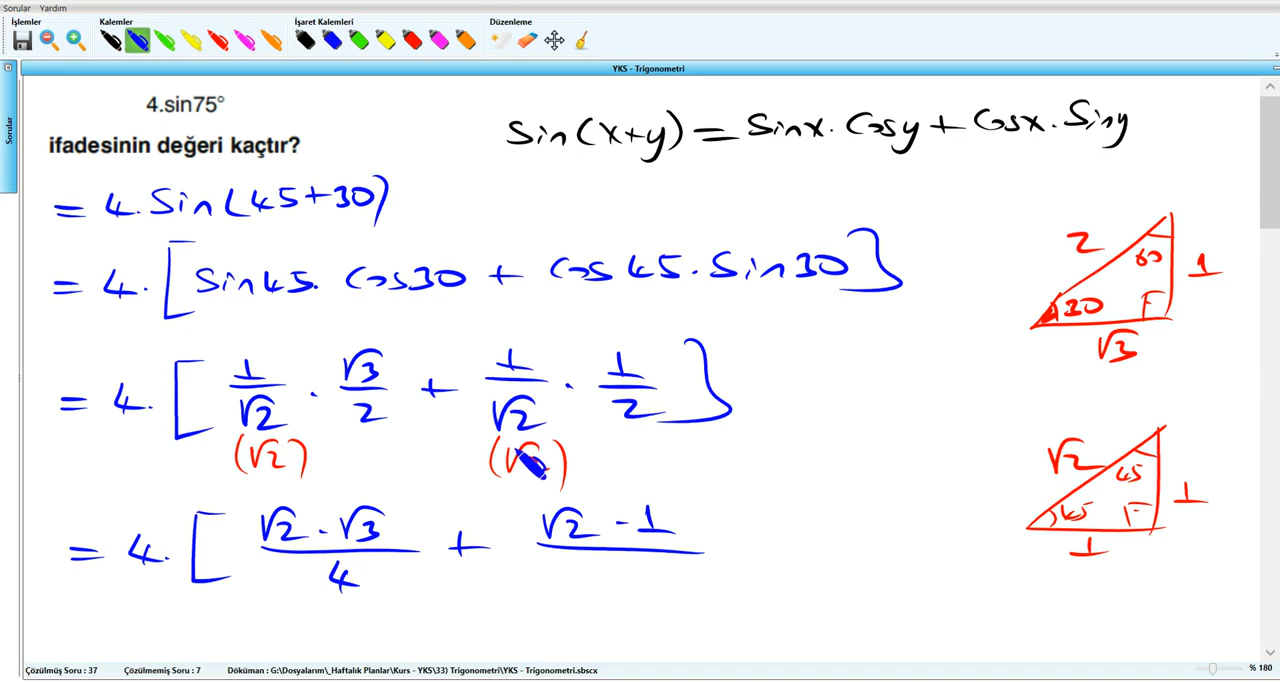 Sorular Yardım
İşlemler Kalemler İşaret Kalemleri Düzenleme
YKS - Trigonometri
Sorular
4.sin75°
ifadesinin değeri kaçtır?
Sin(x+y) = Sinx. Cosy + Cosx. Siny
= 4. Sin(45+30)
= 4. [Sin45. Cos30 + Cos45. Sin30]
= 4. [1/√2 . √3/2 + 1/√2 . 1/2]
(√2) (√2)
= 4. [√2 . √3 / 4 + √2 . 1 /
2 60 1
30
√3
√2 45 1
45
1
Çözülmüş Soru : 37 Çözülmemiş Soru : 7 Döküman : G:\Dosyalarım\_Haftalık Planlar\Kurs - YKS\33) Trigonometri\YKS - Trigonometri.sbscx % 180